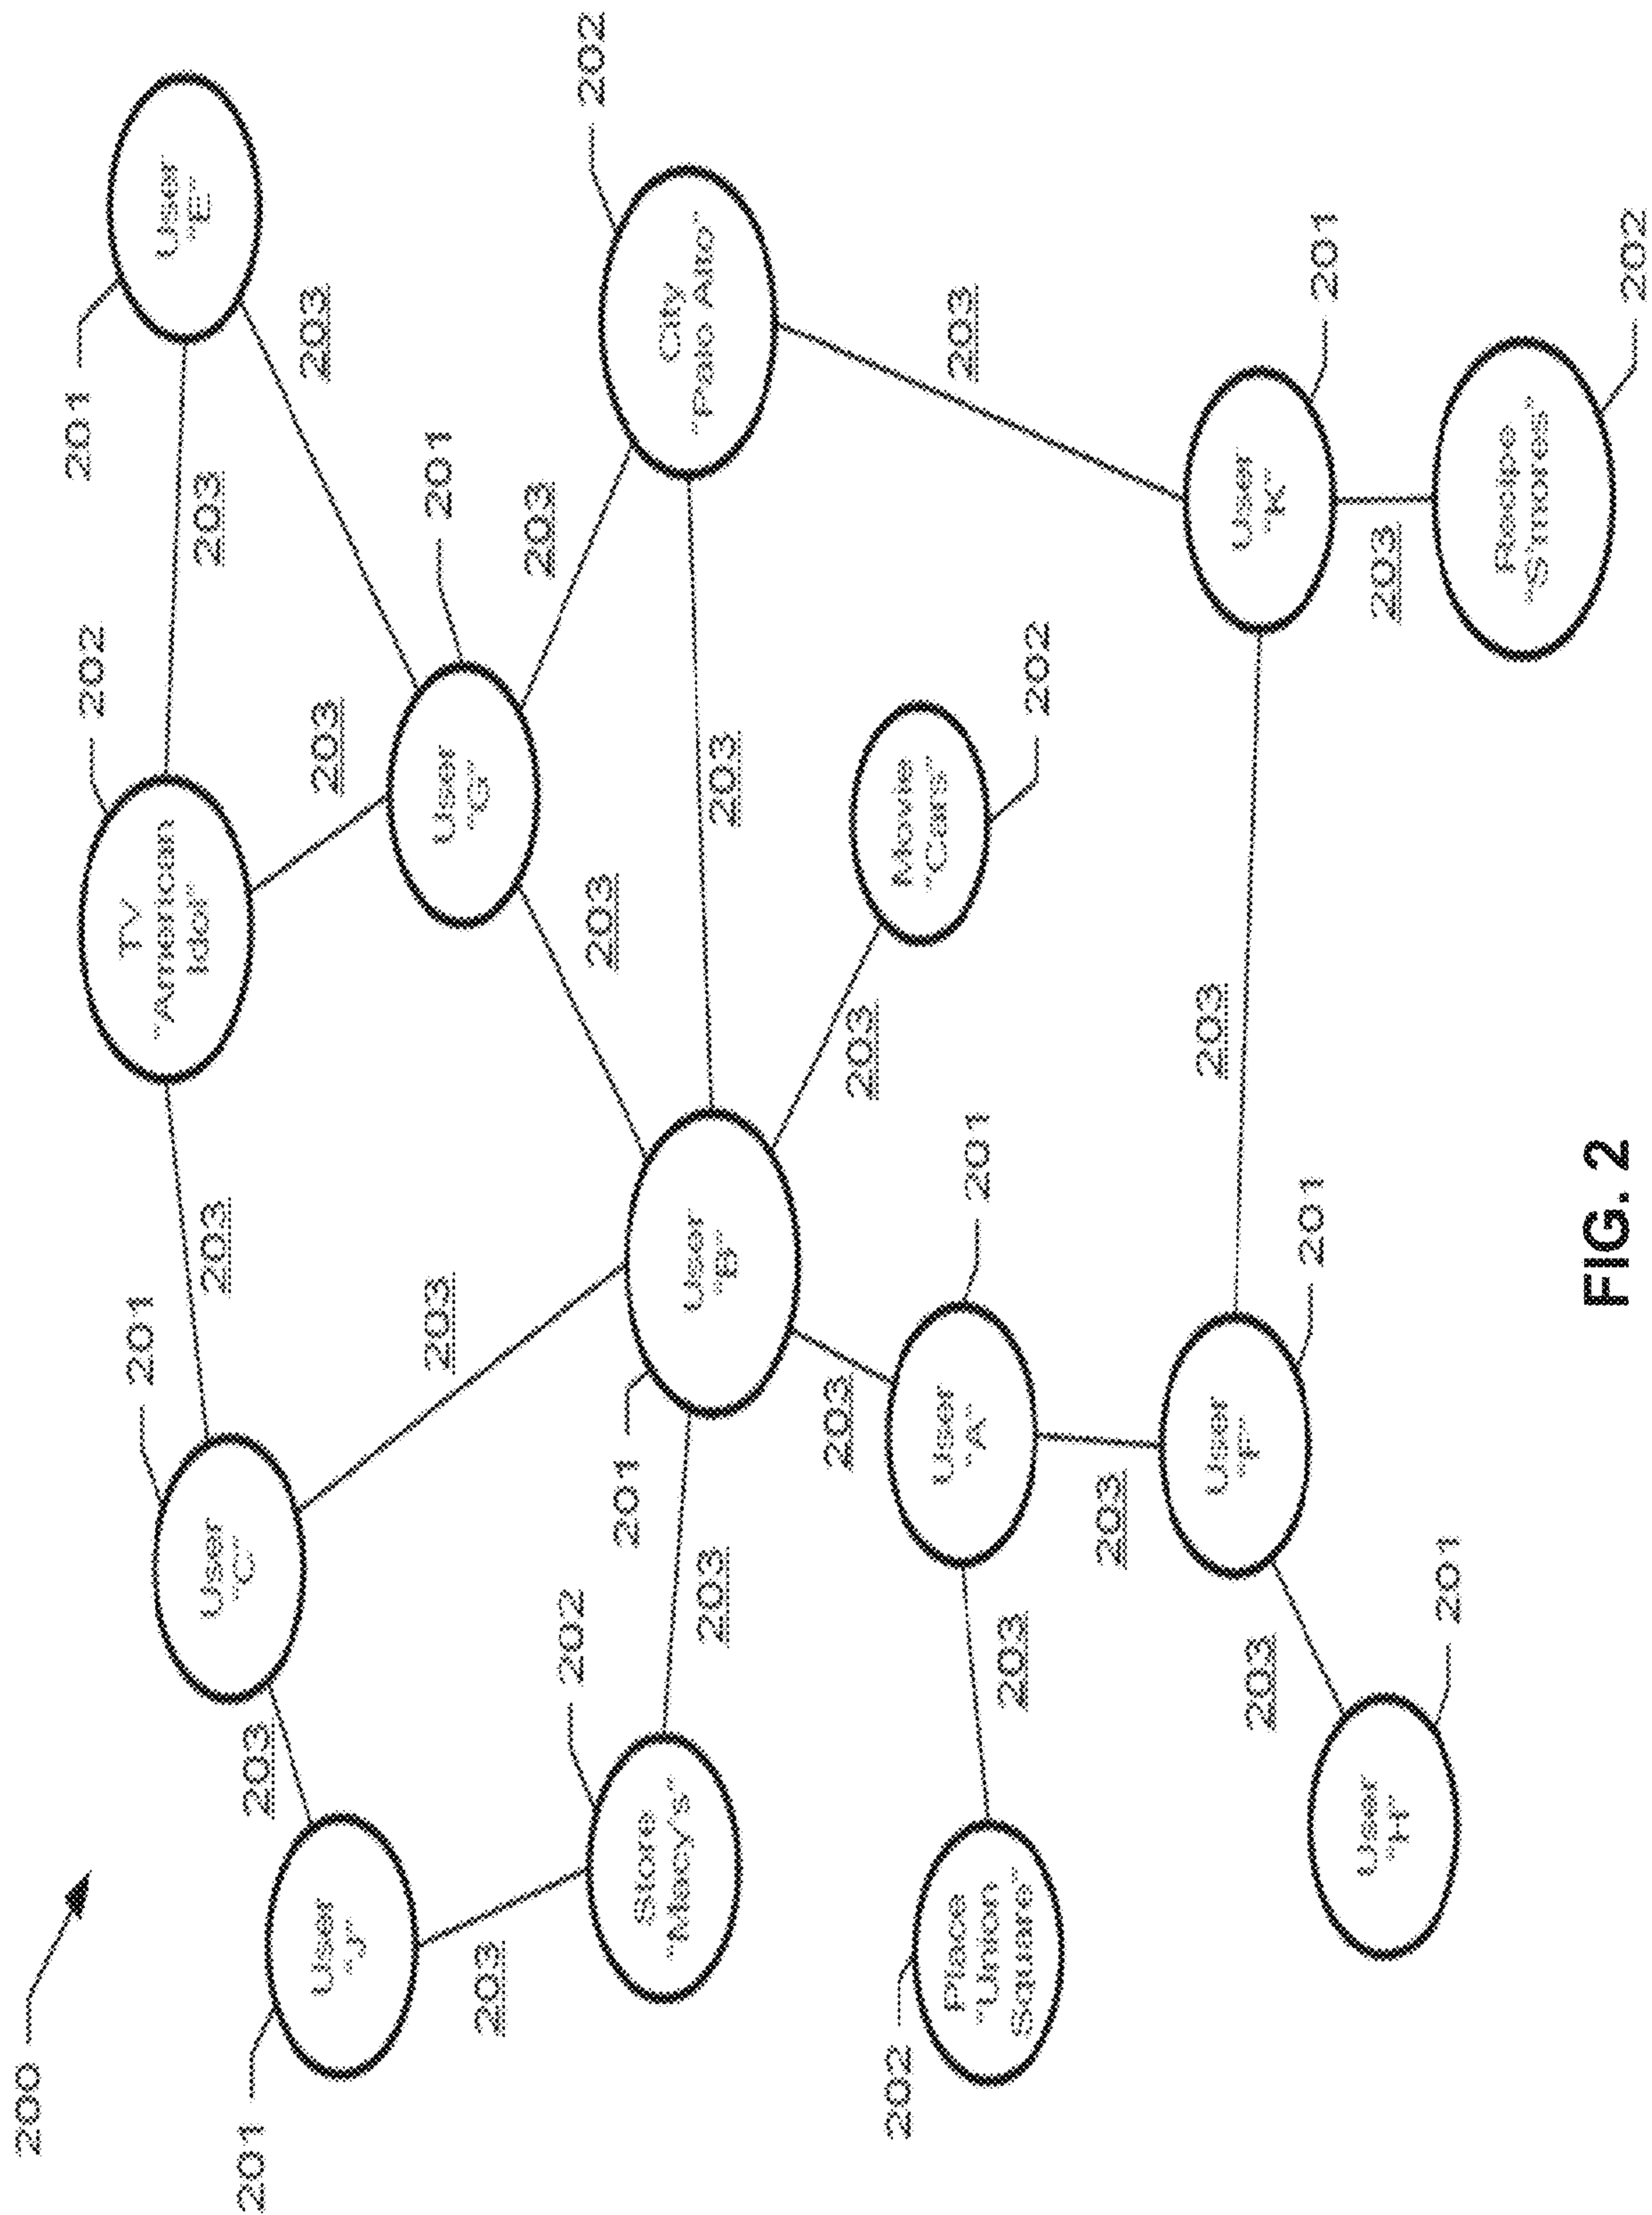 200
201
202
201
TV
"American
Idol"
User
"E"
203
203
User
"C"
201
203
203
203
User
"J"
201
203
User
"G"
203
203
202
202
203
201
Store
"Macy's"
City
"Palo Alto"
User
"B"
203
203
203
203
202
Movie
"Cars"
User
"A"
Place
"Union
Square"
203
201
203
202
203
203
User
"F"
User
"K"
203
201
201
User
"H"
203
201
Recipe
"S'mores"
202
FIG. 2